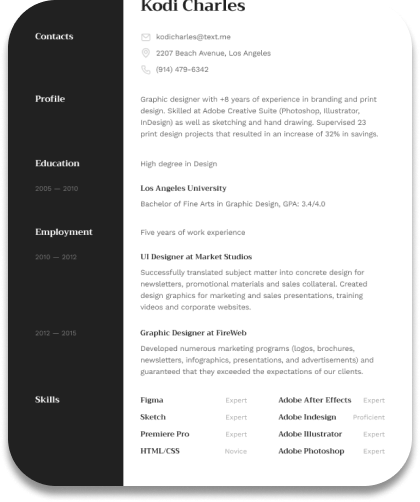 Kodi Charles
Contacts
kodicharles@text.me
2207 Beach Avenue, Los Angeles
(914) 479-6342
Profile
Graphic designer with +8 years of experience in branding and print
design. Skilled at Adobe Creative Suite (Photoshop, Illustrator,
InDesign) as well as sketching and hand drawing. Supervised 23
print design projects that resulted in an increase of 32% in savings.
Education
High degree in Design
2005 — 2010
Los Angeles University
Bachelor of Fine Arts in Graphic Design, GPA: 3.4/4.0
Employment
Five years of work experience
2010 — 2012
UI Designer at Market Studios
Successfully translated subject matter into concrete design for
newsletters, promotional materials and sales collateral. Created
design graphics for marketing and sales presentations, training
videos and corporate websites.
2012 — 2015
Graphic Designer at FireWeb
Developed numerous marketing programs (logos, brochures,
newsletters, infographics, presentations, and advertisements) and
guaranteed that they exceeded the expectations of our clients.
Skills
Figma Expert Adobe After Effects Expert
Sketch Expert Adobe Indesign Proficient
Premiere Pro Expert Adobe Illustrator Expert
HTML/CSS Novice Adobe Photoshop Expert